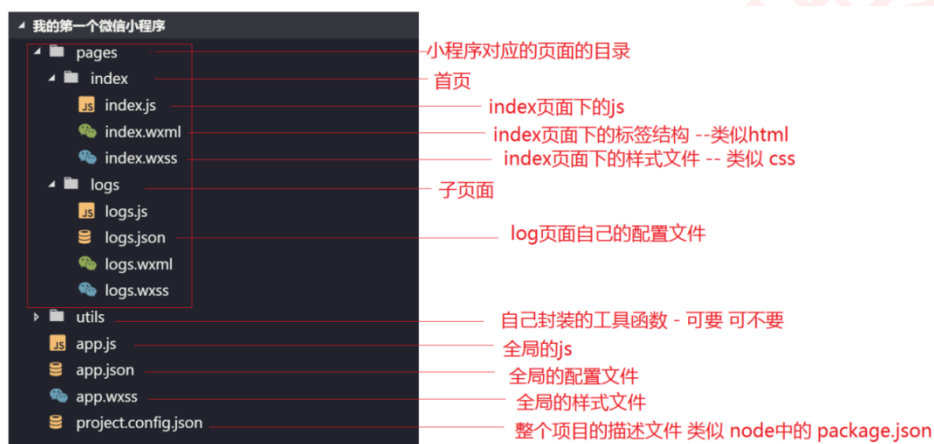 我的第一个微信小程序
pages 小程序对应的页面的目录
index 首页
JS index.js index页面下的js
index.wxml index页面下的标签结构 --类似html
index.wxss index页面下的样式文件 -- 类似 css
logs 子页面
JS logs.js
logs.json log页面自己的配置文件
logs.wxml
logs.wxss
utils 自己封装的工具函数 - 可要 可不要
JS app.js 全局的js
app.json 全局的配置文件
app.wxss 全局的样式文件
project.config.json 整个项目的描述文件 类似 node中的 package.json